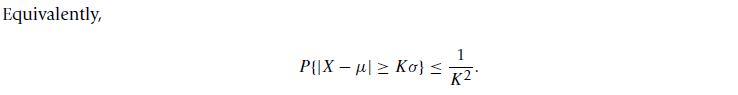 Equivalently,
P{|X − μ| ≥ Kσ} ≤ 1/K².